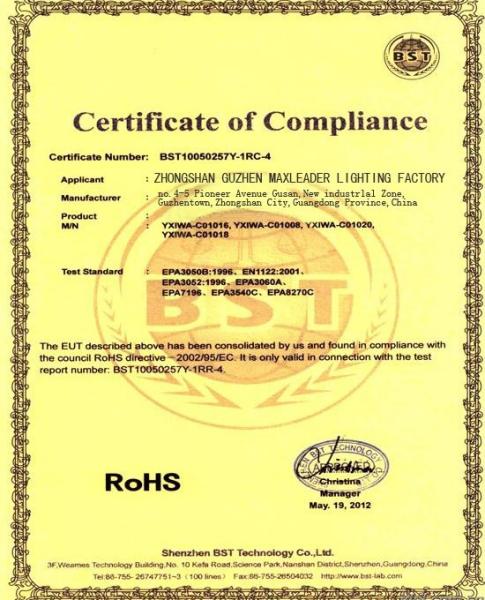 BST
Certificate of Compliance
Certificate Number: BST10050257Y-1RC-4
Applicant : ZHONGSHAN GUZHEN MAXLEADER LIGHTING FACTORY
Manufacturer : no.4-5 Pioneer Avenue Gusan,New industrlal Zone,
Guzhentown,Zhongshan City,Guangdong Province,China
Product :
M/N : YXIWA-C01016, YXIWA-C01008, YXIWA-C01020,
YXIWA-C01018
Test Standard : EPA3050B:1996、EN1122:2001、
EPA3052:1996、EPA3060A、
EPA7196、EPA3540C、EPA8270C
BST
The EUT described above has been consolidated by us and found in compliance with
the council RoHS directive – 2002/95/EC. It is only valid in connection with the test
report number: BST10050257Y-1RR-4.
RoHS
APPROVED
Christina
Manager
May. 19, 2012
Shenzhen BST Technology Co.,Ltd.
3F,Weames Technology Building,No. 10 Kefa Road,Science Park,Nanshan District,Shenzhen,Guangdong,China
Tel:86-755- 26747751~3 (100 lines) Fax:86-755-26504032 http://www.bst-lab.com